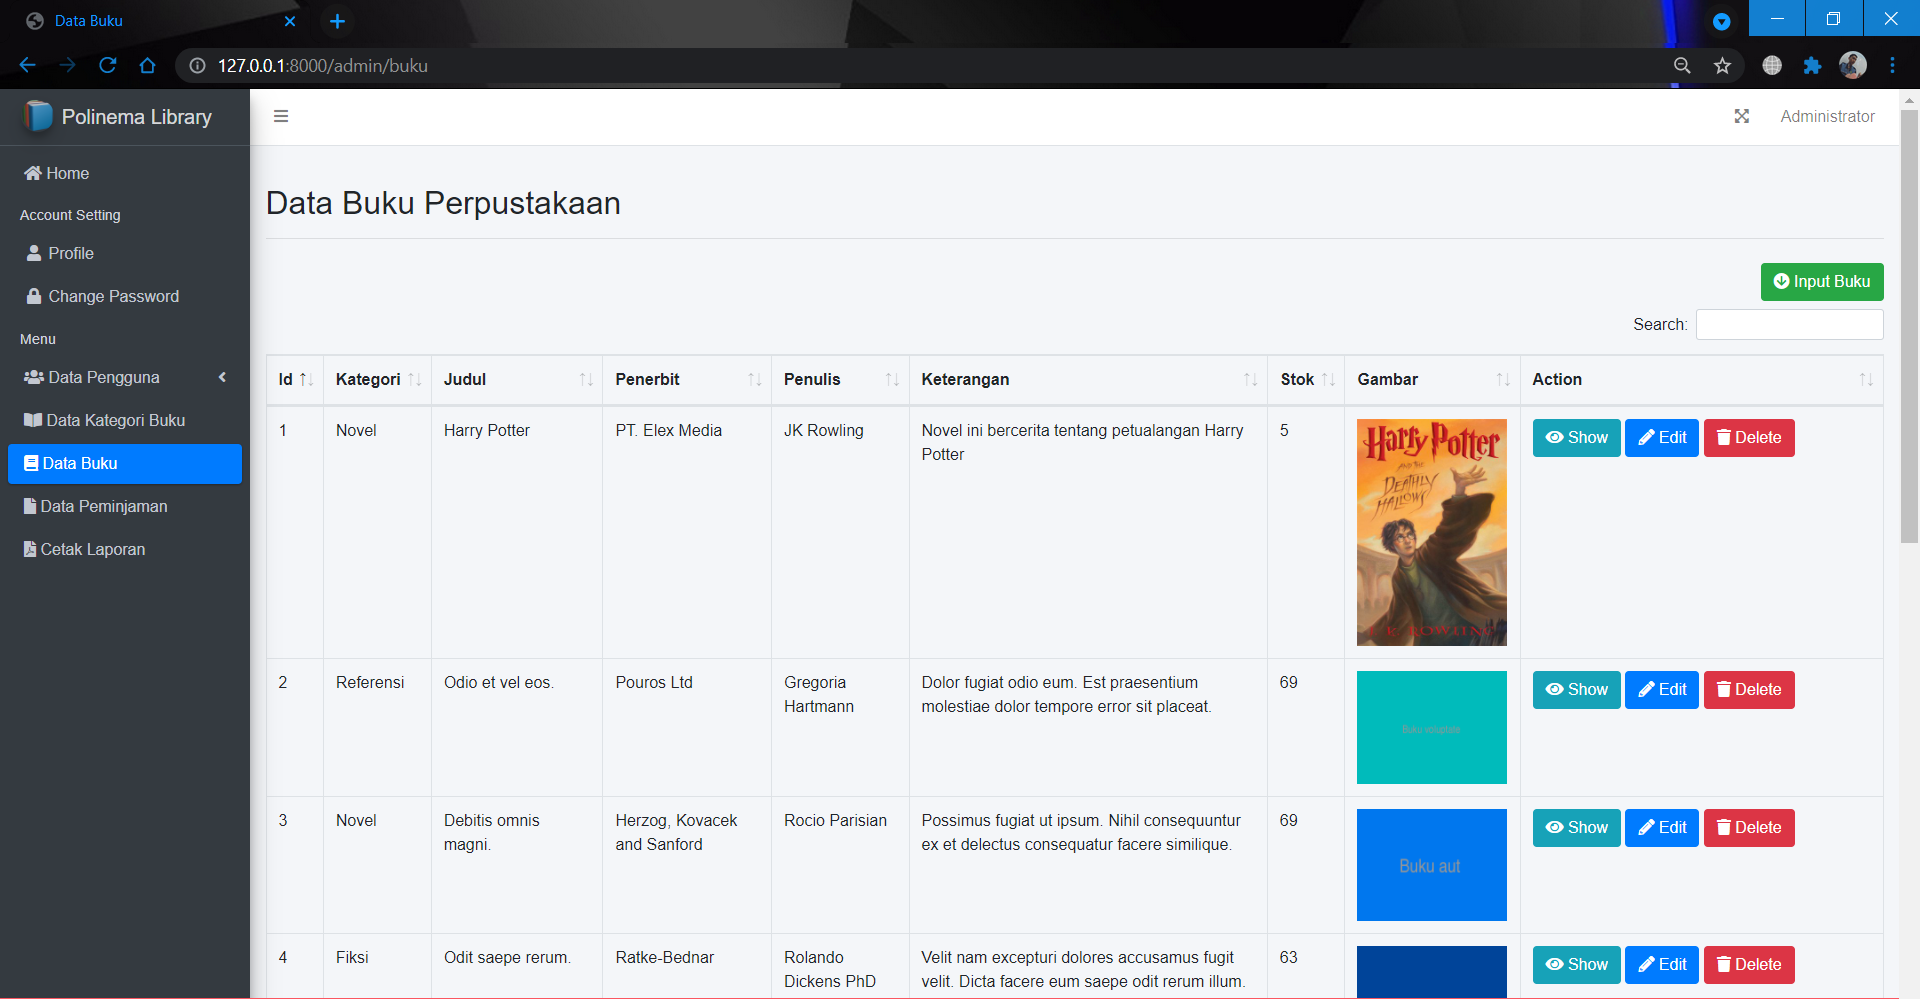 Data Buku
127.0.0.1:8000/admin/buku
Polinema Library
Administrator
Home
Account Setting
Profile
Change Password
Menu
Data Pengguna
Data Kategori Buku
Data Buku
Data Peminjaman
Cetak Laporan
Data Buku Perpustakaan
Input Buku
Search:
Id Kategori Judul Penerbit Penulis Keterangan Stok Gambar Action
1 Novel Harry Potter PT. Elex Media JK Rowling Novel ini bercerita tentang petualangan Harry 5 Show Edit Delete
Potter
Harry Potter
AND THE
DEATHLY
HALLOWS
J. K. ROWLING
2 Referensi Odio et vel eos. Pouros Ltd Gregoria Dolor fugiat odio eum. Est praesentium 69 Show Edit Delete
Hartmann molestiae dolor tempore error sit placeat.
Buku voluptate
3 Novel Debitis omnis Herzog, Kovacek Rocio Parisian Possimus fugiat ut ipsum. Nihil consequuntur 69 Show Edit Delete
magni. and Sanford ex et delectus consequatur facere similique.
Buku aut
4 Fiksi Odit saepe rerum. Ratke-Bednar Rolando Velit nam excepturi dolores accusamus fugit 63 Show Edit Delete
Dickens PhD velit. Dicta facere eum saepe odit rerum illum.